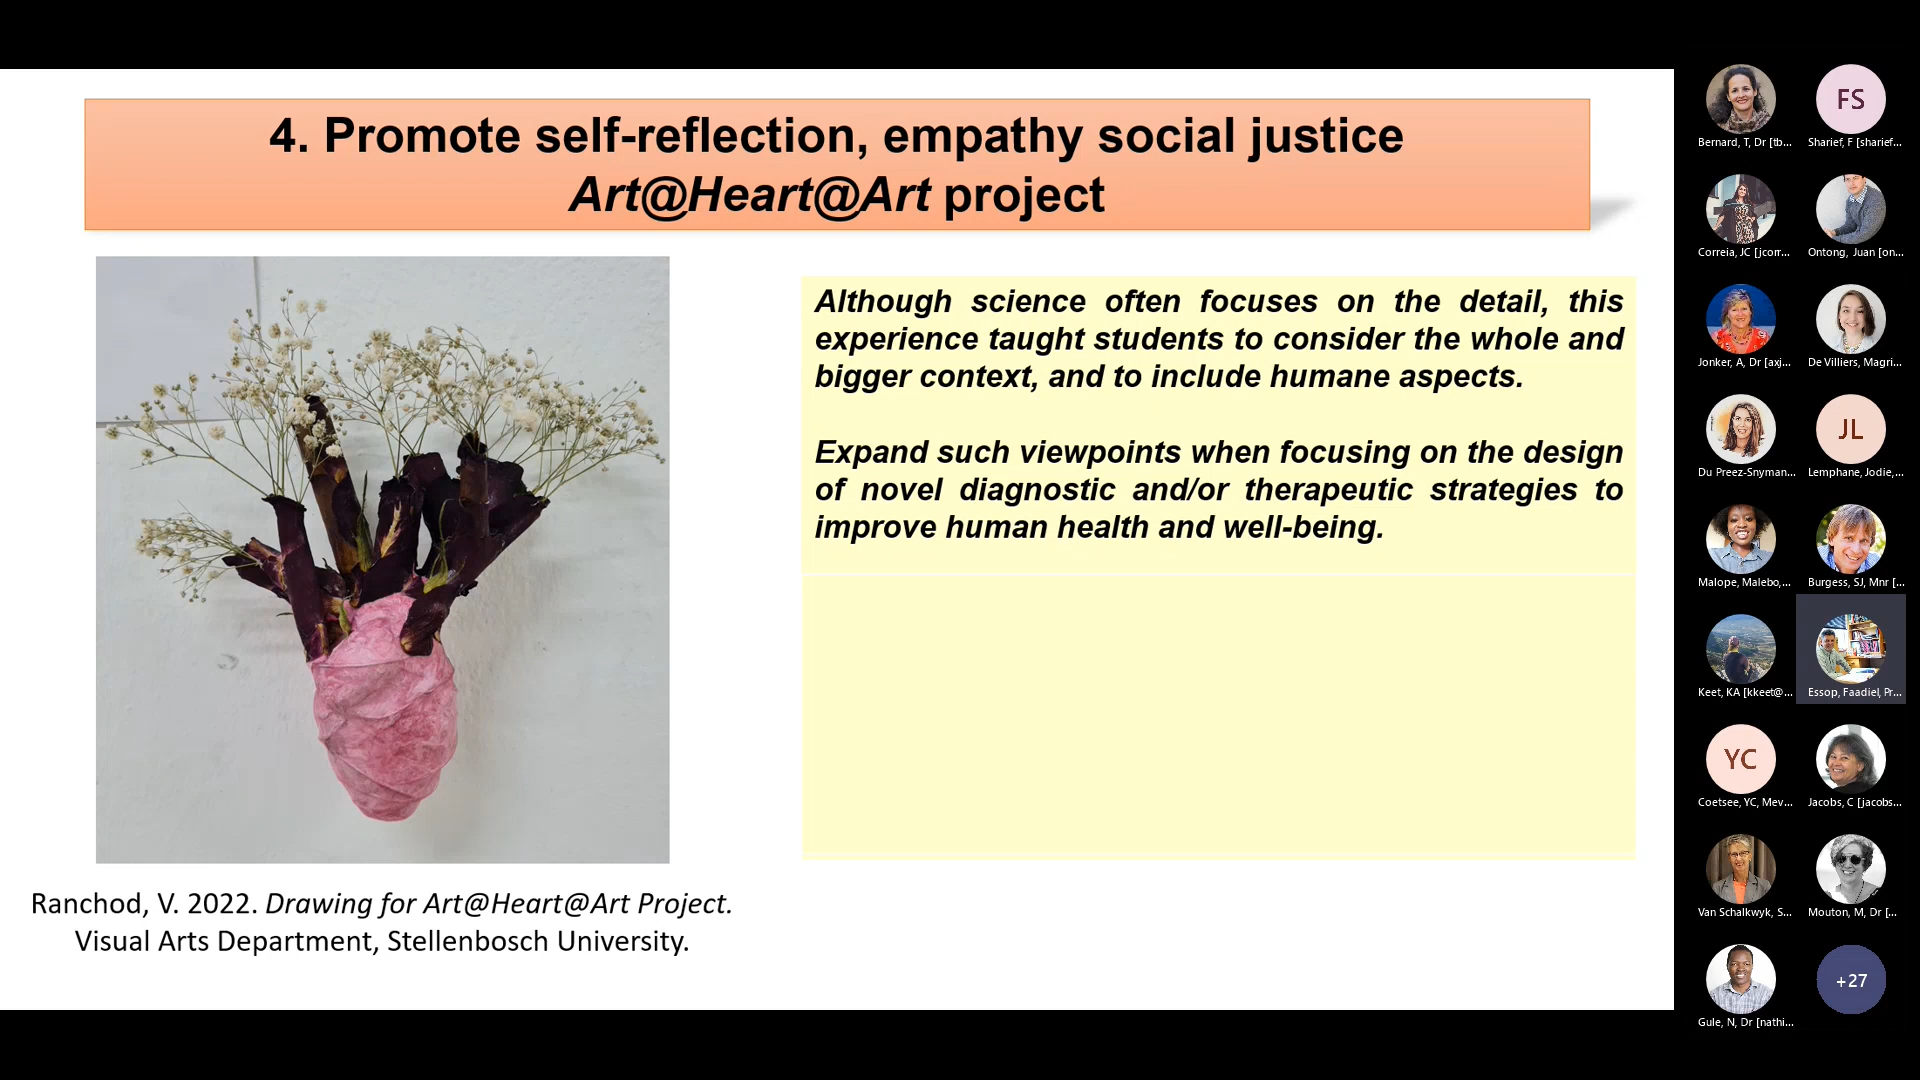 4. Promote self-reflection, empathy social justice
Art@Heart@Art project
Although science often focuses on the detail, this
experience taught students to consider the whole and
bigger context, and to include humane aspects.
Expand such viewpoints when focusing on the design
of novel diagnostic and/or therapeutic strategies to
improve human health and well-being.
Ranchod, V. 2022. Drawing for Art@Heart@Art Project.
Visual Arts Department, Stellenbosch University.
Bernard, T, Dr [tb...
FS
Sharief, F [sharief...
Correia, JC [jcorr...
Ontong, Juan [on...
Jonker, A, Dr [axj...
De Villiers, Magri...
Du Preez-Snyman...
JL
Lemphane, Jodie,...
Malope, Malebo,...
Burgess, SJ, Mnr [...
Keet, KA [kkeet@...
Essop, Faadiel, Pr...
YC
Coetsee, YC, Mev...
Jacobs, C [jacobs...
Van Schalkwyk, S...
Mouton, M, Dr [...
Gule, N, Dr [nathi...
+27